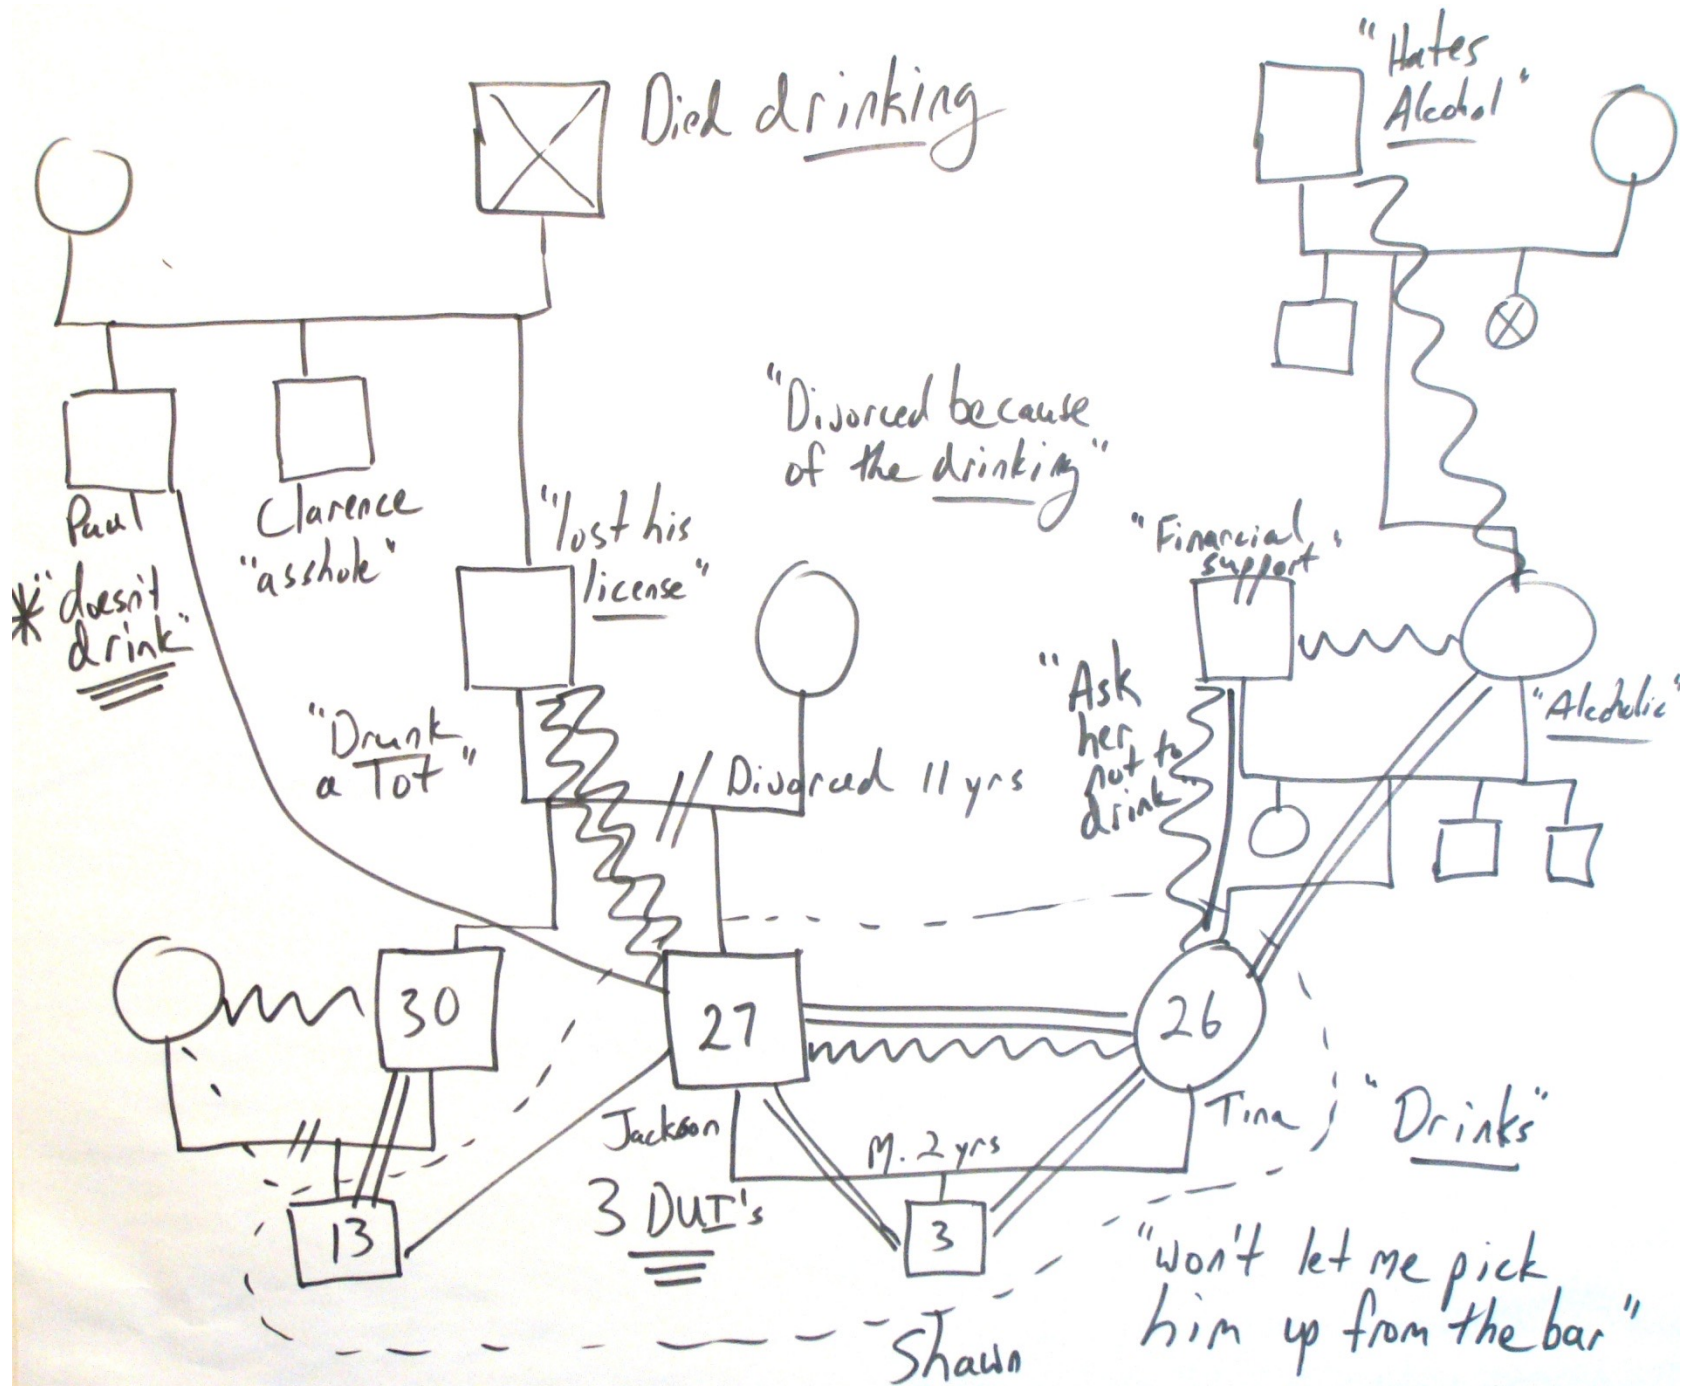 Died drinking
"Hates
Alcohol"
"Divorced because
of the drinking"
Paul
* "doesn't
drink"
Clarence
"asshole"
"lost his
license"
"Financial
support"
"Drunk
a Tot"
Divorced 11 yrs
"Ask
her
not to
drink"
"Alcoholic"
30
27
26
Jackson
M. 2 yrs
Tina
"Drinks"
13
3 DUI's
3
Shawn
"won't let me pick
him up from the bar"